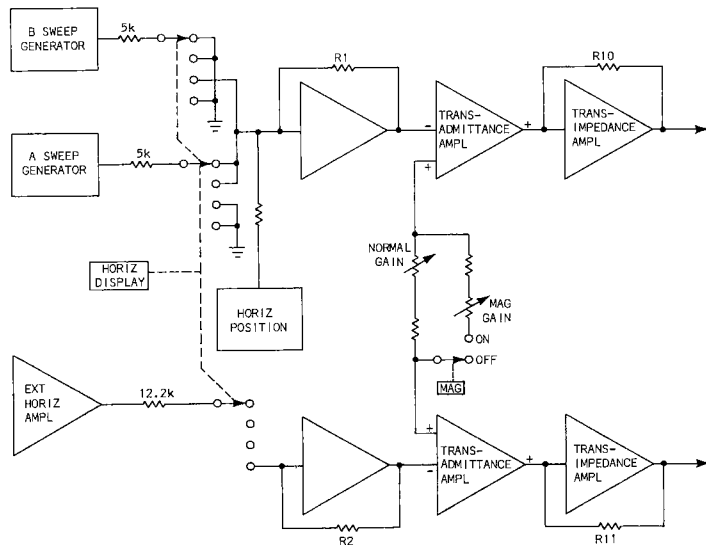 B SWEEP
GENERATOR
5k
R1
R10
TRANS-
ADMITTANCE
AMPL
-
+
+
TRANS-
IMPEDANCE
AMPL
A SWEEP
GENERATOR
5k
HORIZ
DISPLAY
HORIZ
POSITION
NORMAL
GAIN
MAG
GAIN
ON
OFF
MAG
EXT
HORIZ
AMPL
12.2k
R2
+
-
TRANS-
ADMITTANCE
AMPL
+
TRANS-
IMPEDANCE
AMPL
R11